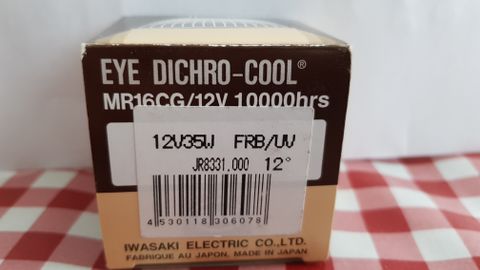 EYE DICHRO-COOL®
MR16CG/12V 10000hrs
12V35W FRB/UV
JR8331.000 12°
4 530118 306078
IWASAKI ELECTRIC CO., LTD.
FABRIQUE AU JAPON, MADE IN JAPAN